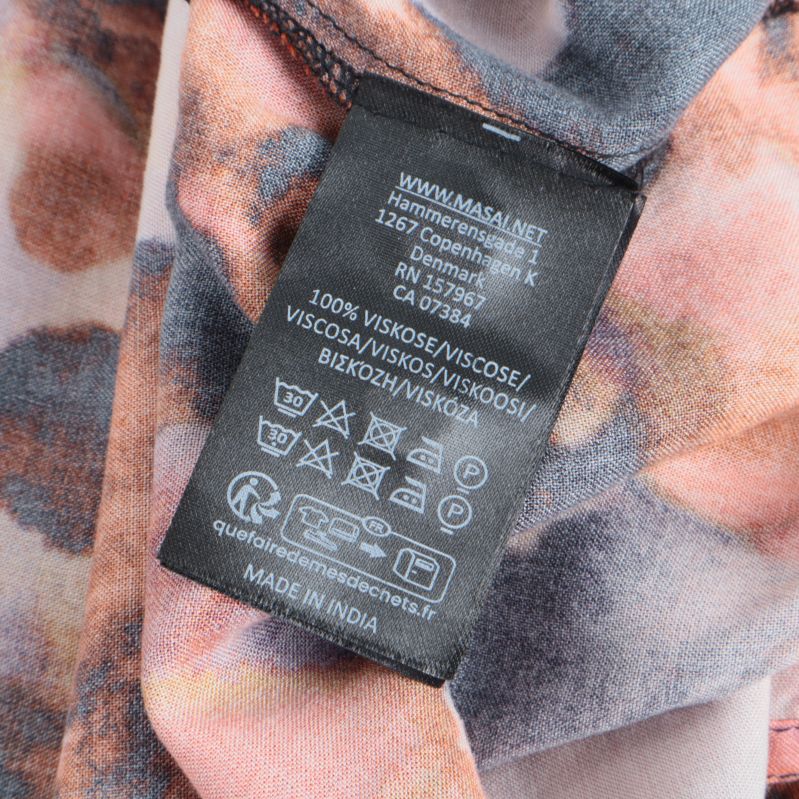 WWW.MASAI.NET
Hammerensgade 1
1267 Copenhagen K
Denmark
RN 157967
CA 07384
100% VISKOSE/VISCOSE/
VISCOSA/VISKOS/VISKOOSI/
ΒΙΣΚΟΖΗ/VISKÓZA
30 P
30 P
FR
quefairedemesdechets.fr
MADE IN INDIA